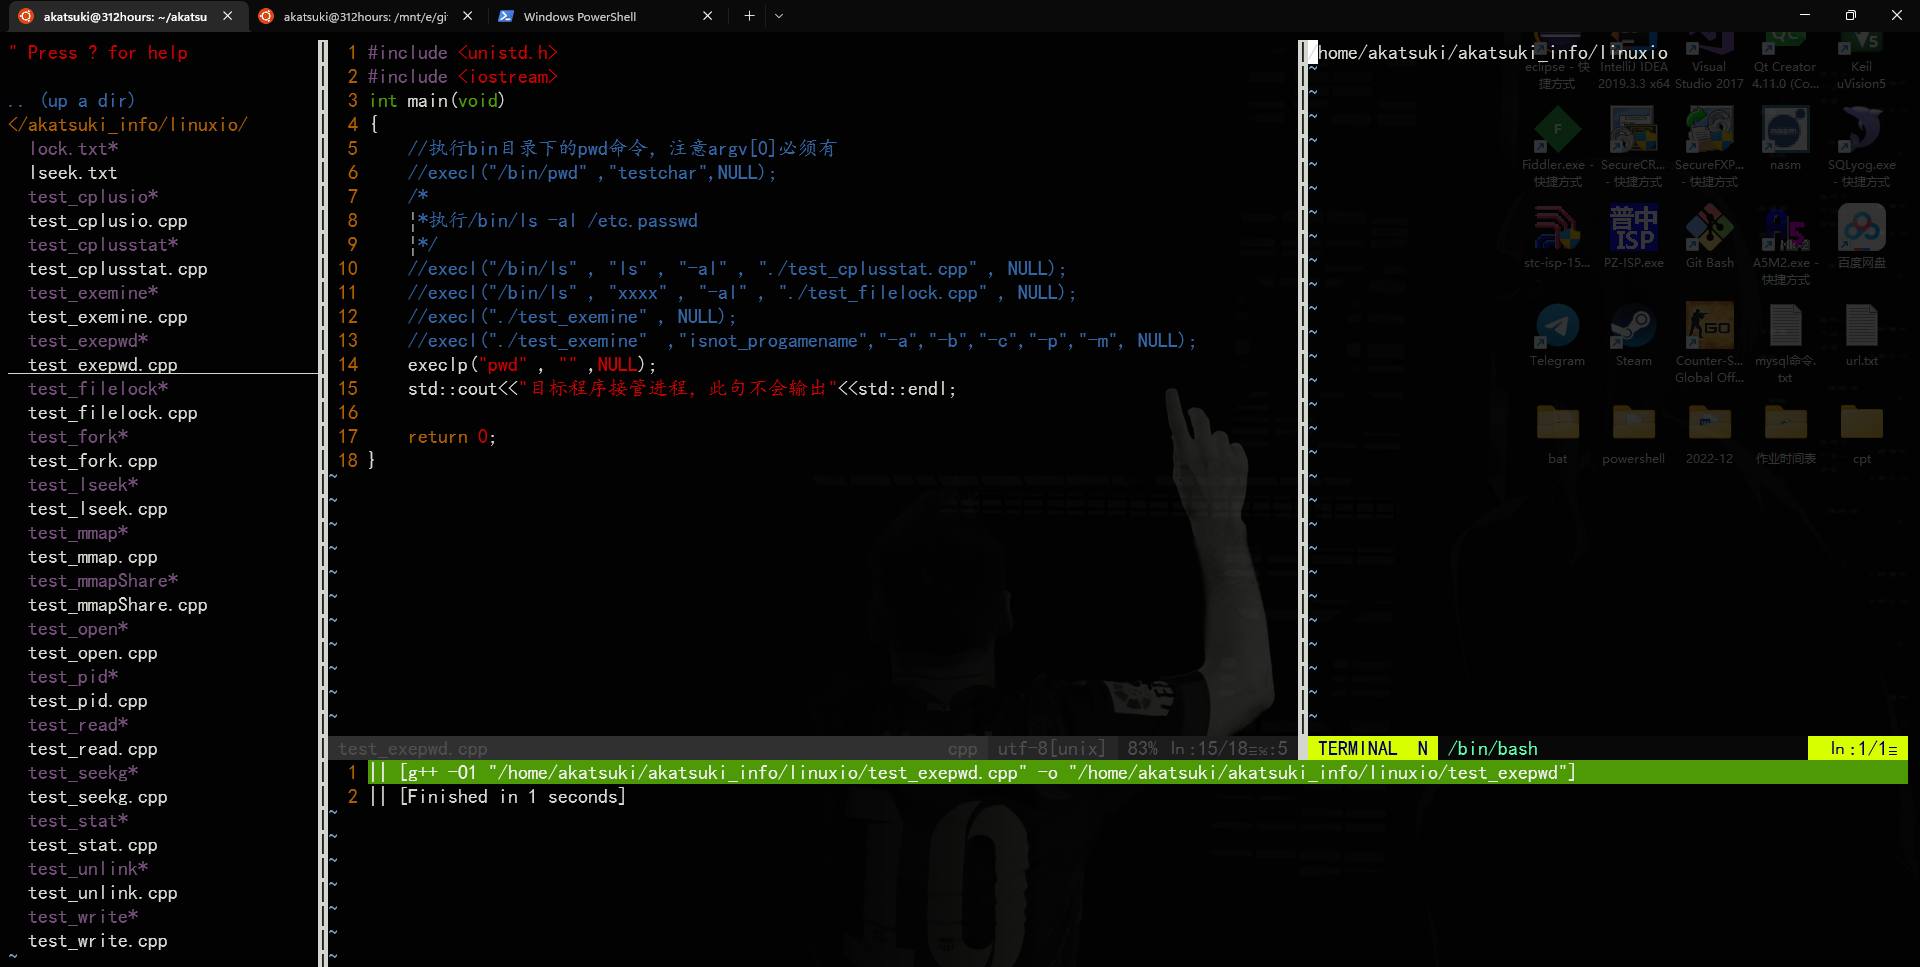 akatsuki@312hours: ~/akatsu
akatsuki@312hours: /mnt/e/gi
Windows PowerShell
" Press ? for help
.. (up a dir)
</akatsuki_info/linuxio/
lock.txt*
lseek.txt
test_cplusio*
test_cplusio.cpp
test_cplusstat*
test_cplusstat.cpp
test_exemine*
test_exemine.cpp
test_exepwd*
test_exepwd.cpp
test_filelock*
test_filelock.cpp
test_fork*
test_fork.cpp
test_lseek*
test_lseek.cpp
test_mmap*
test_mmap.cpp
test_mmapShare*
test_mmapShare.cpp
test_open*
test_open.cpp
test_pid*
test_pid.cpp
test_read*
test_read.cpp
test_seekg*
test_seekg.cpp
test_stat*
test_stat.cpp
test_unlink*
test_unlink.cpp
test_write*
test_write.cpp
1 #include <unistd.h>
2 #include <iostream>
3 int main(void)
4 {
5 //执行bin目录下的pwd命令，注意argv[0]必须有
6 //execl("/bin/pwd" ,"testchar",NULL);
7 /*
8 ¦*执行/bin/ls -al /etc.passwd
9 ¦*/
10 //execl("/bin/ls" , "ls" , "-al" , "./test_cplusstat.cpp" , NULL);
11 //execl("/bin/ls" , "xxxx" , "-al" , "./test_filelock.cpp" , NULL);
12 //execl("./test_exemine" , NULL);
13 //execl("./test_exemine"  ,"isnot_progamename","-a","-b","-c","-p","-m", NULL);
14 execlp("pwd" , "" ,NULL);
15 std::cout<<"目标程序接管进程，此句不会输出"<<std::endl;
16
17 return 0;
18 }
test_exepwd.cpp cpp utf-8[unix] 83% ln:15/18≡%:5
1 || [g++ -O1 "/home/akatsuki/akatsuki_info/linuxio/test_exepwd.cpp" -o "/home/akatsuki/akatsuki_info/linuxio/test_exepwd"]
2 || [Finished in 1 seconds]
/home/akatsuki/akatsuki_info/linuxio
TERMINAL N /bin/bash ln:1/1≡
eclipse - 快捷方式
IntelliJ IDEA 2019.3.3 x64
Visual Studio 2017
Qt Creator 4.11.0 (Co...
Keil uVision5
Fiddler.exe - 快捷方式
SecureCR... - 快捷方式
SecureFXP... - 快捷方式
nasm
SQLyog.exe - 快捷方式
普中 ISP
stc-isp-15...
PZ-ISP.exe
Git Bash
A5M2.exe - 快捷方式
百度网盘
Telegram
Steam
GO
Counter-S... Global Off...
mysql命令.txt
url.txt
bat
powershell
2022-12
作业时间表
cpt
10